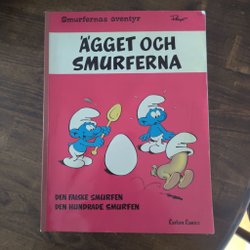 Smurfernas äventyr
Peyo
ÄGGET OCH
SMURFERNA
DEN FALSKE SMURFEN
DEN HUNDRADE SMURFEN
Carlsen Comics